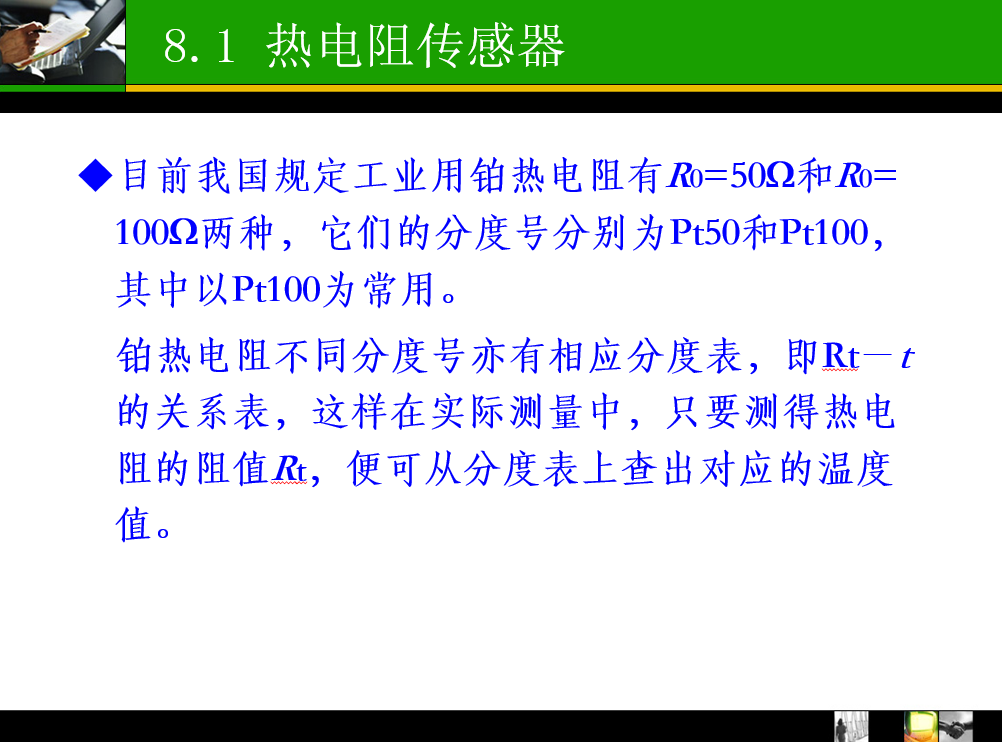 8.1 热电阻传感器
◆目前我国规定工业用铂热电阻有R0=50Ω和R0=
100Ω两种，它们的分度号分别为Pt50和Pt100，
其中以Pt100为常用。
铂热电阻不同分度号亦有相应分度表，即Rt－t
的关系表，这样在实际测量中，只要测得热电
阻的阻值Rt，便可从分度表上查出对应的温度
值。